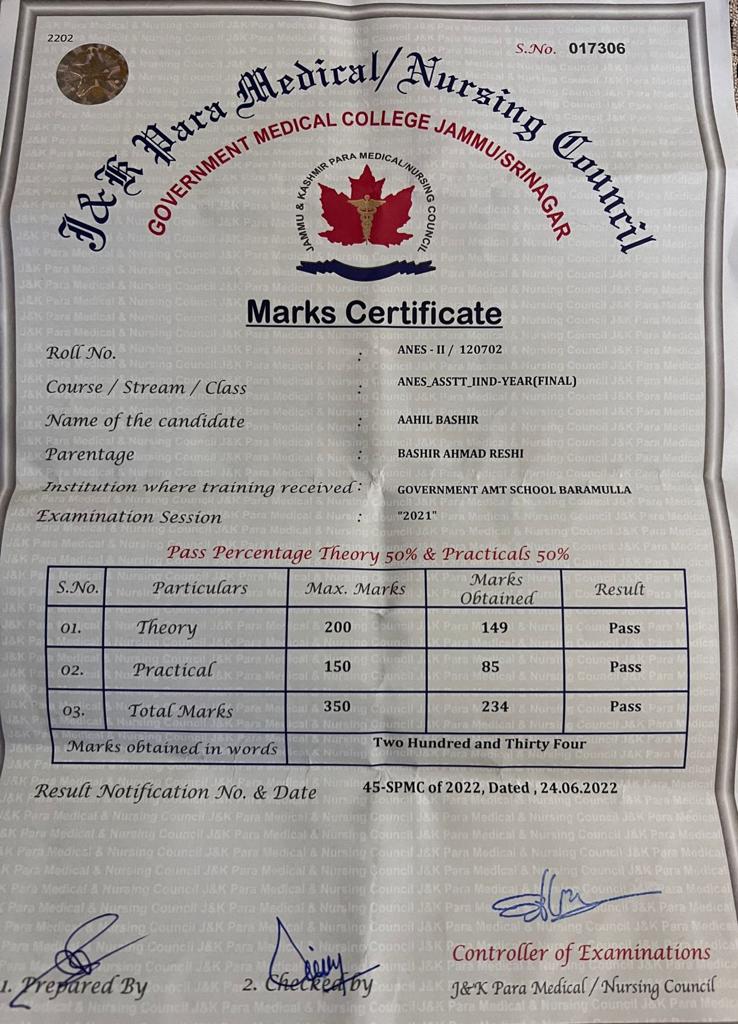 2202
S.No. 017306
J&K Para Medical/Nursing Council
GOVERNMENT MEDICAL COLLEGE JAMMU/SRINAGAR
JAMMU & KASHMIR PARA MEDICAL/NURSING COUNCIL
Marks Certificate
Roll No. : ANES - II / 120702
Course / Stream / Class : ANES_ASSTT_IIND-YEAR(FINAL)
Name of the candidate : AAHIL BASHIR
Parentage : BASHIR AHMAD RESHI
Institution where training received : GOVERNMENT AMT SCHOOL BARAMULLA
Examination Session : "2021"
Pass Percentage Theory 50% & Practicals 50%
S.No. Particulars Max. Marks Marks Obtained Result
01. Theory 200 149 Pass
02. Practical 150 85 Pass
03. Total Marks 350 234 Pass
Marks obtained in words Two Hundred and Thirty Four
Result Notification No. & Date 45-SPMC of 2022, Dated , 24.06.2022
Controller of Examinations
1. Prepared By 2. Checked by J&K Para Medical / Nursing Council